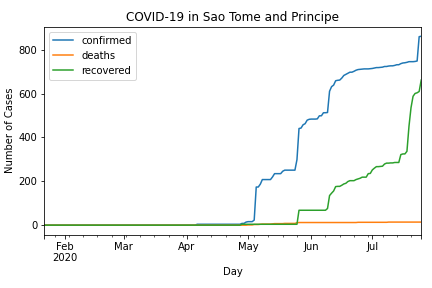 COVID-19 in Sao Tome and Principe
confirmed
deaths
recovered
Number of Cases
800
600
400
200
0
Feb Mar Apr May Jun Jul
2020
Day